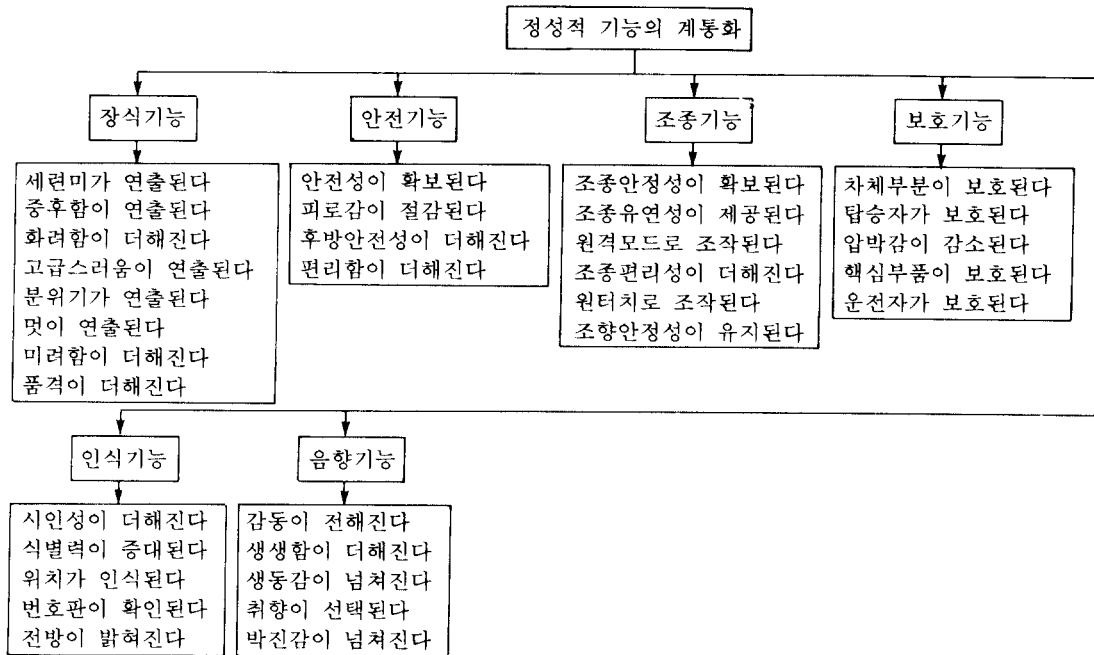 정성적 기능의 계통화
장식기능
세련미가 연출된다
중후함이 연출된다
화려함이 더해진다
고급스러움이 연출된다
분위기가 연출된다
멋이 연출된다
미려함이 더해진다
품격이 더해진다
안전기능
안전성이 확보된다
피로감이 절감된다
후방안전성이 더해진다
편리함이 더해진다
조종기능
조종안정성이 확보된다
조종유연성이 제공된다
원격모드로 조작된다
조종편리성이 더해진다
원터치로 조작된다
조향안정성이 유지된다
보호기능
차체부분이 보호된다
탑승자가 보호된다
압박감이 감소된다
핵심부품이 보호된다
운전자가 보호된다
인식기능
시인성이 더해진다
식별력이 증대된다
위치가 인식된다
번호판이 확인된다
전방이 밝혀진다
음향기능
감동이 전해진다
생생함이 더해진다
생동감이 넘쳐진다
취향이 선택된다
박진감이 넘쳐진다